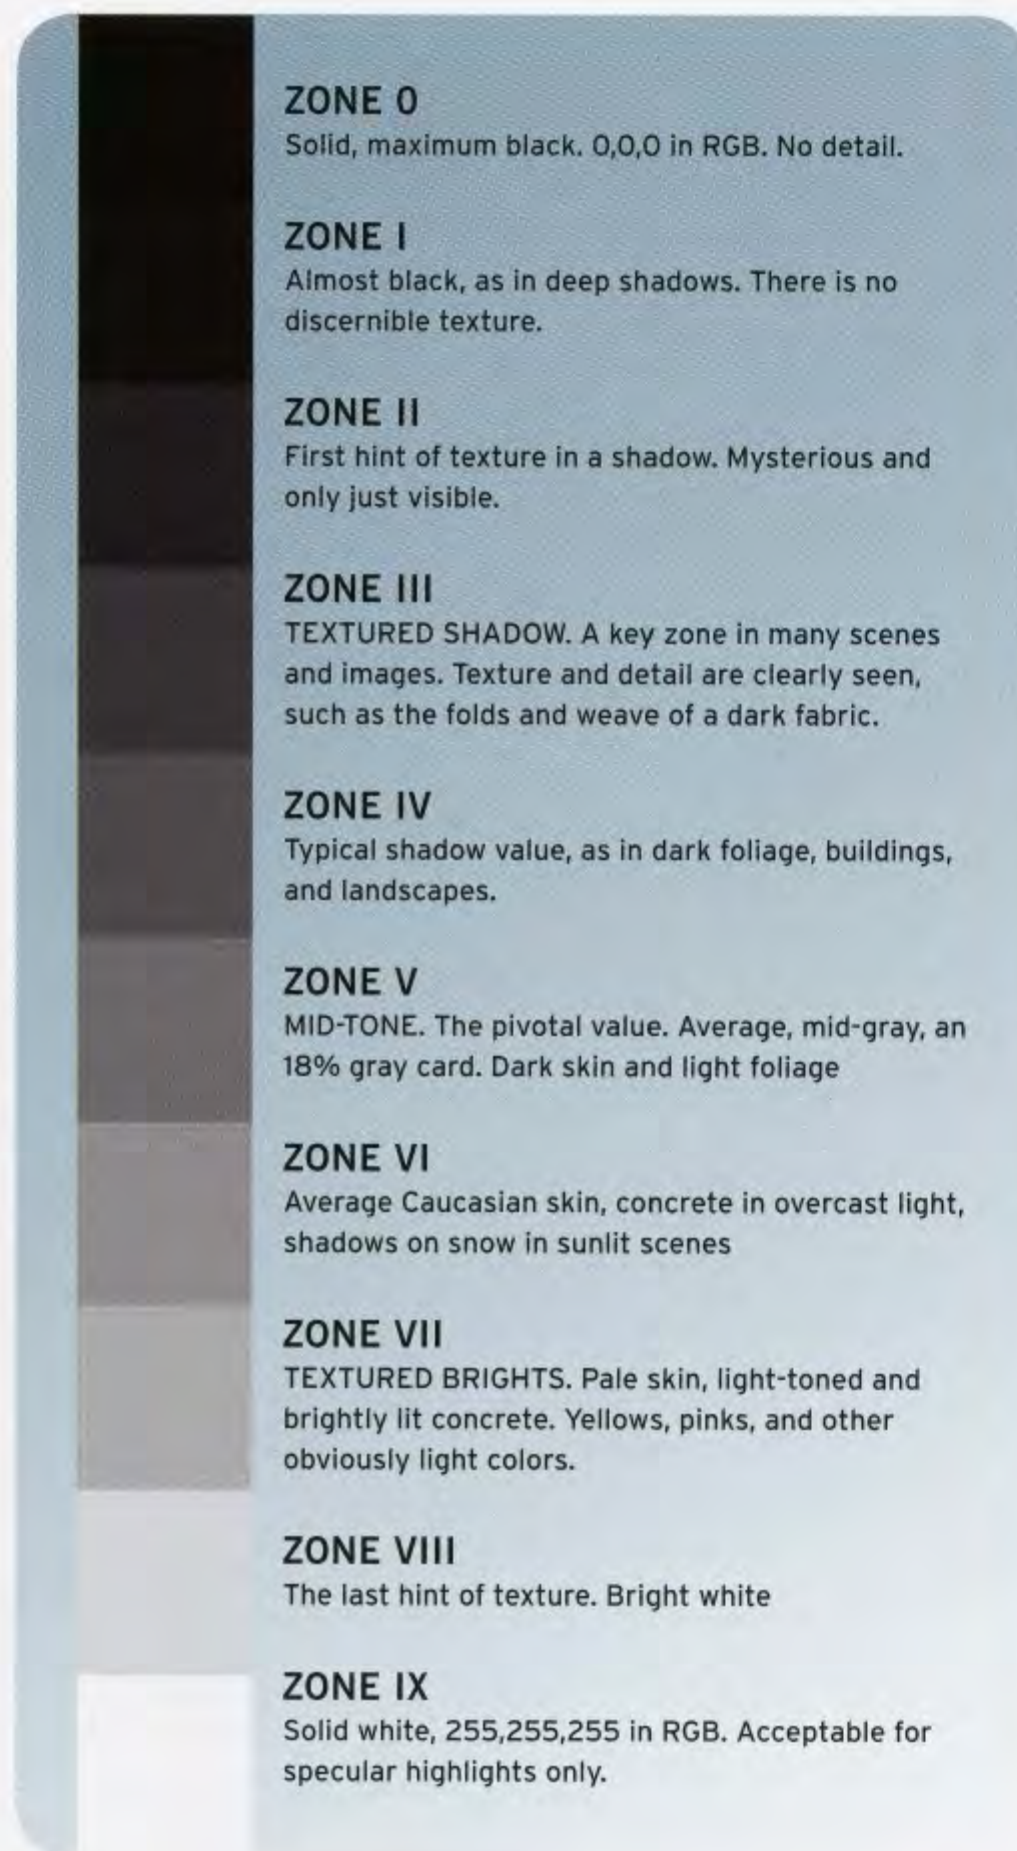 ZONE 0
Solid, maximum black. 0,0,0 in RGB. No detail.
ZONE I
Almost black, as in deep shadows. There is no
discernible texture.
ZONE II
First hint of texture in a shadow. Mysterious and
only just visible.
ZONE III
TEXTURED SHADOW. A key zone in many scenes
and images. Texture and detail are clearly seen,
such as the folds and weave of a dark fabric.
ZONE IV
Typical shadow value, as in dark foliage, buildings,
and landscapes.
ZONE V
MID-TONE. The pivotal value. Average, mid-gray, an
18% gray card. Dark skin and light foliage
ZONE VI
Average Caucasian skin, concrete in overcast light,
shadows on snow in sunlit scenes
ZONE VII
TEXTURED BRIGHTS. Pale skin, light-toned and
brightly lit concrete. Yellows, pinks, and other
obviously light colors.
ZONE VIII
The last hint of texture. Bright white
ZONE IX
Solid white, 255,255,255 in RGB. Acceptable for
specular highlights only.